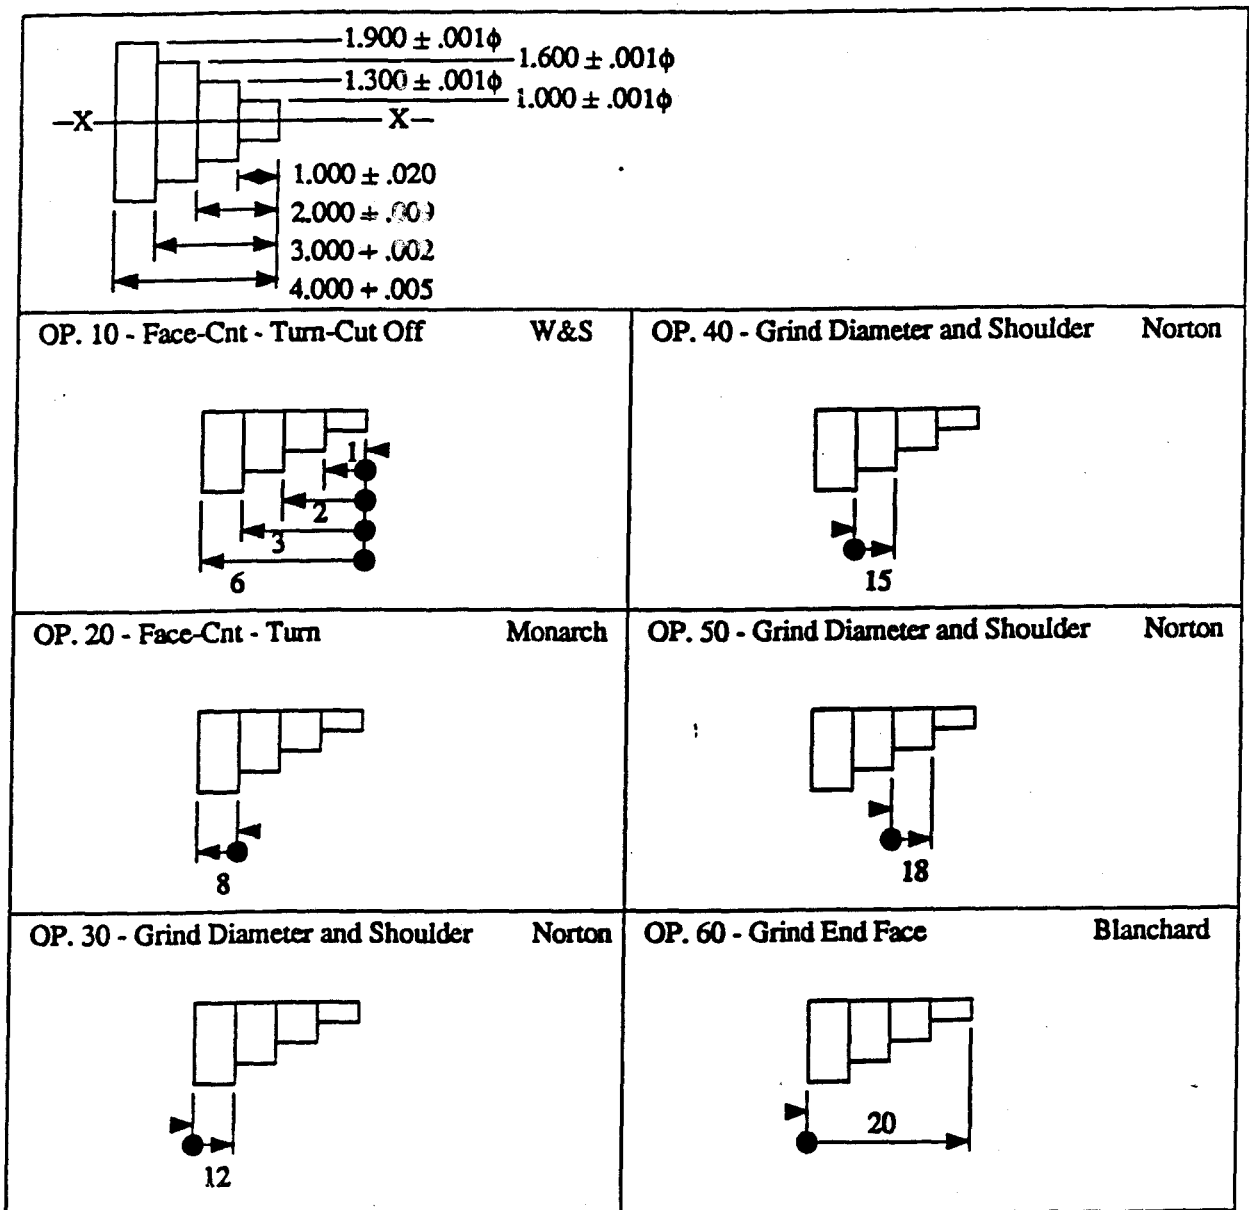 1.900 ± .001ϕ
1.600 ± .001ϕ
1.300 ± .001ϕ
1.000 ± .001ϕ
X X
1.000 ± .020
2.000 ±
3.000 + .002
4.000 + .005
OP. 10 - Face-Cnt - Turn-Cut Off W&S
1
2
3
6
OP. 40 - Grind Diameter and Shoulder Norton
15
OP. 20 - Face-Cnt - Turn Monarch
8
OP. 50 - Grind Diameter and Shoulder Norton
18
OP. 30 - Grind Diameter and Shoulder Norton
12
OP. 60 - Grind End Face Blanchard
20